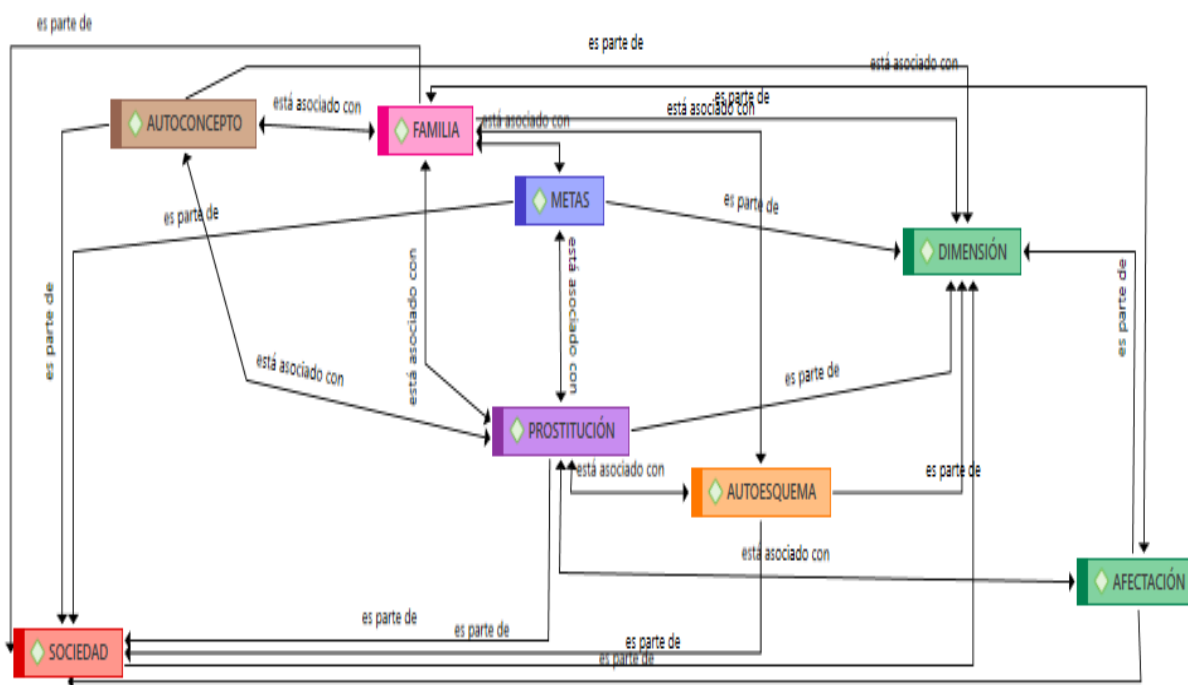 es parte de
es parte de
es parte de
está asociado con
está asociado con
es parte de
está asociado con
está asociado con
AUTOCONCEPTO
FAMILIA
METAS
es parte de
es parte de
DIMENSIÓN
está asociado con
está asociado con
es parte de
es parte de
está asociado con
es parte de
PROSTITUCIÓN
está asociado con
es parte de
AUTOESQUEMA
está asociado con
AFECTACIÓN
es parte de
es parte de
es parte de
es parte de
SOCIEDAD